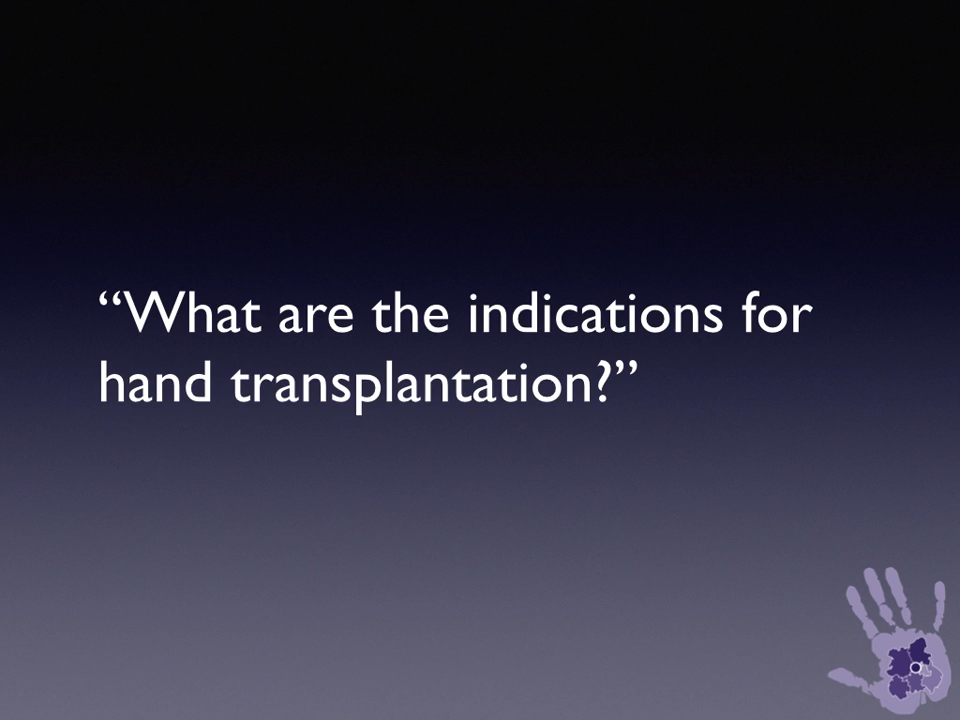 “What are the indications for
hand transplantation?”